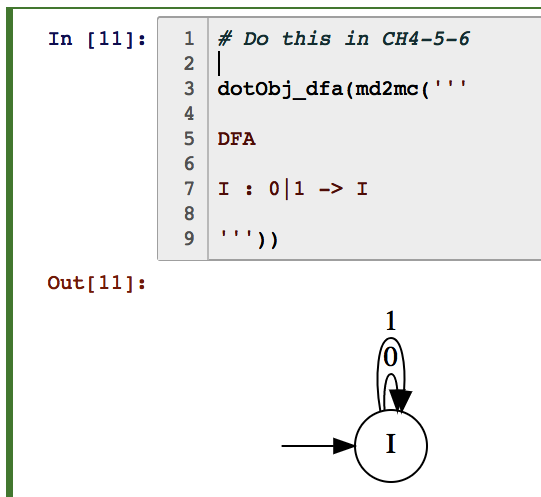 In [11]:
1 # Do this in CH4-5-6
2
3 dotObj_dfa(md2mc('''
4
5 DFA
6
7 I : 0|1 -> I
8
9 '''))
Out[11]:
1
0
I